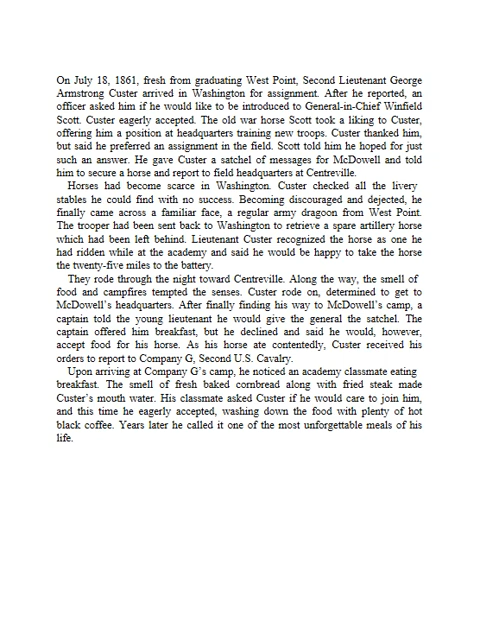 On July 18, 1861, fresh from graduating West Point, Second Lieutenant George
Armstrong Custer arrived in Washington for assignment. After he reported, an
officer asked him if he would like to be introduced to General-in-Chief Winfield
Scott. Custer eagerly accepted. The old war horse Scott took a liking to Custer,
offering him a position at headquarters training new troops. Custer thanked him,
but said he preferred an assignment in the field. Scott told him he hoped for just
such an answer. He gave Custer a satchel of messages for McDowell and told
him to secure a horse and report to field headquarters at Centreville.
Horses had become scarce in Washington. Custer checked all the livery
stables he could find with no success. Becoming discouraged and dejected, he
finally came across a familiar face, a regular army dragoon from West Point.
The trooper had been sent back to Washington to retrieve a spare artillery horse
which had been left behind. Lieutenant Custer recognized the horse as one he
had ridden while at the academy and said he would be happy to take the horse
the twenty-five miles to the battery.
They rode through the night toward Centreville. Along the way, the smell of
food and campfires tempted the senses. Custer rode on, determined to get to
McDowell's headquarters. After finally finding his way to McDowell's camp, a
captain told the young lieutenant he would give the general the satchel. The
captain offered him breakfast, but he declined and said he would, however,
accept food for his horse. As his horse ate contentedly, Custer received his
orders to report to Company G, Second U.S. Cavalry.
Upon arriving at Company G's camp, he noticed an academy classmate eating
breakfast. The smell of fresh baked cornbread along with fried steak made
Custer's mouth water. His classmate asked Custer if he would care to join him,
and this time he eagerly accepted, washing down the food with plenty of hot
black coffee. Years later he called it one of the most unforgettable meals of his
life.